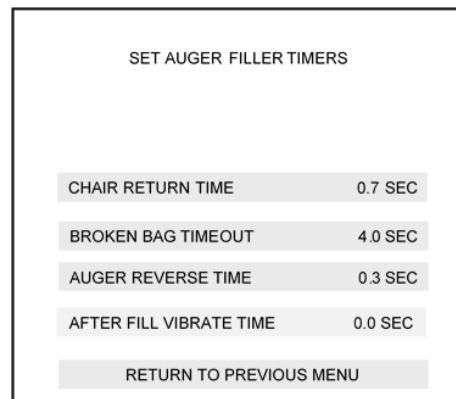 SET AUGER FILLER TIMERS
CHAIR RETURN TIME 0.7 SEC
BROKEN BAG TIMEOUT 4.0 SEC
AUGER REVERSE TIME 0.3 SEC
AFTER FILL VIBRATE TIME 0.0 SEC
RETURN TO PREVIOUS MENU